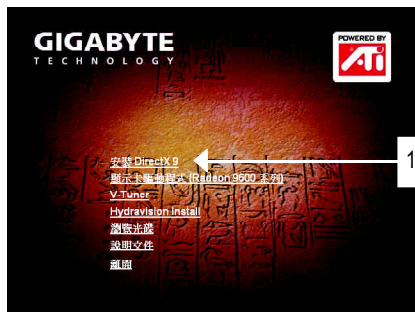 GIGABYTE
TECHNOLOGY
POWERED BY
ATI
安裝 DirectX 9
1
顯示卡驅動程式 (Radeon 9600 系列)
V-Tuner
Hydravision Install
瀏覽光碟
說明文件
離開